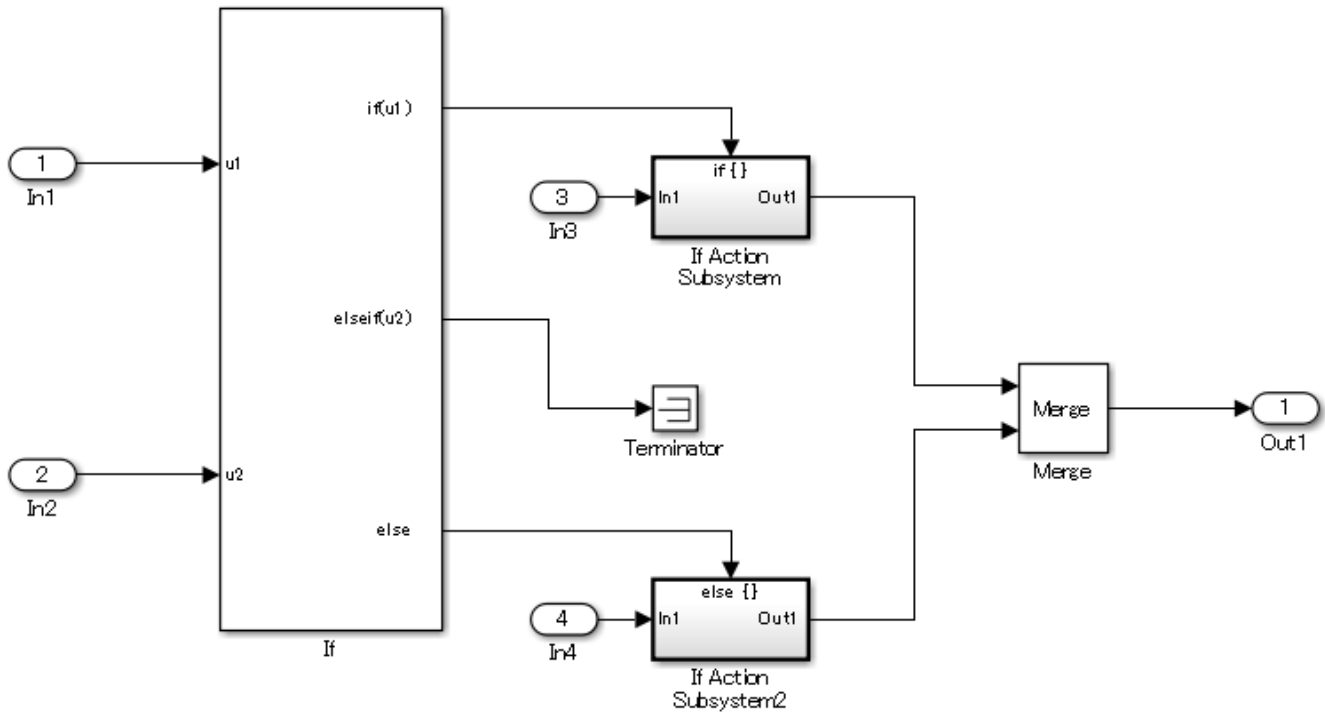 if(u1)
1
u1
In1
if {}
3
In1
Out1
In3
If Action
Subsystem
elseif(u2)
Terminator
Merge
1
Merge
Out1
2
u2
In2
else
else {}
4
In1
Out1
In4
If
If Action
Subsystem2